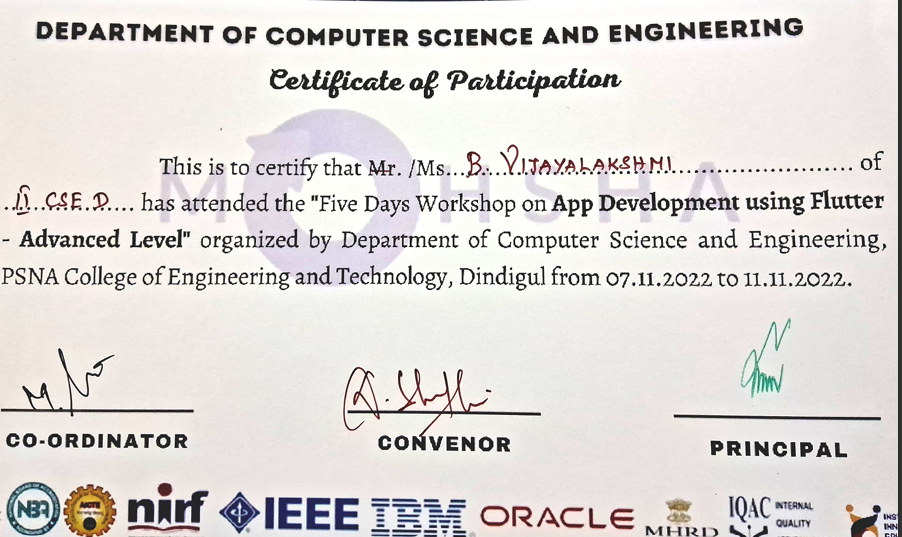 DEPARTMENT OF COMPUTER SCIENCE AND ENGINEERING
Certificate of Participation
This is to certify that Mr. /Ms...B. VIJAYALAKSHMI........................ of
..II CSE.D.... has attended the "Five Days Workshop on App Development using Flutter
- Advanced Level" organized by Department of Computer Science and Engineering,
PSNA College of Engineering and Technology, Dindigul from 07.11.2022 to 11.11.2022.
CO-ORDINATOR
CONVENOR
PRINCIPAL
NBA AICTE nirf IEEE IBM ORACLE MHRD IQAC INTERNAL
QUALITY